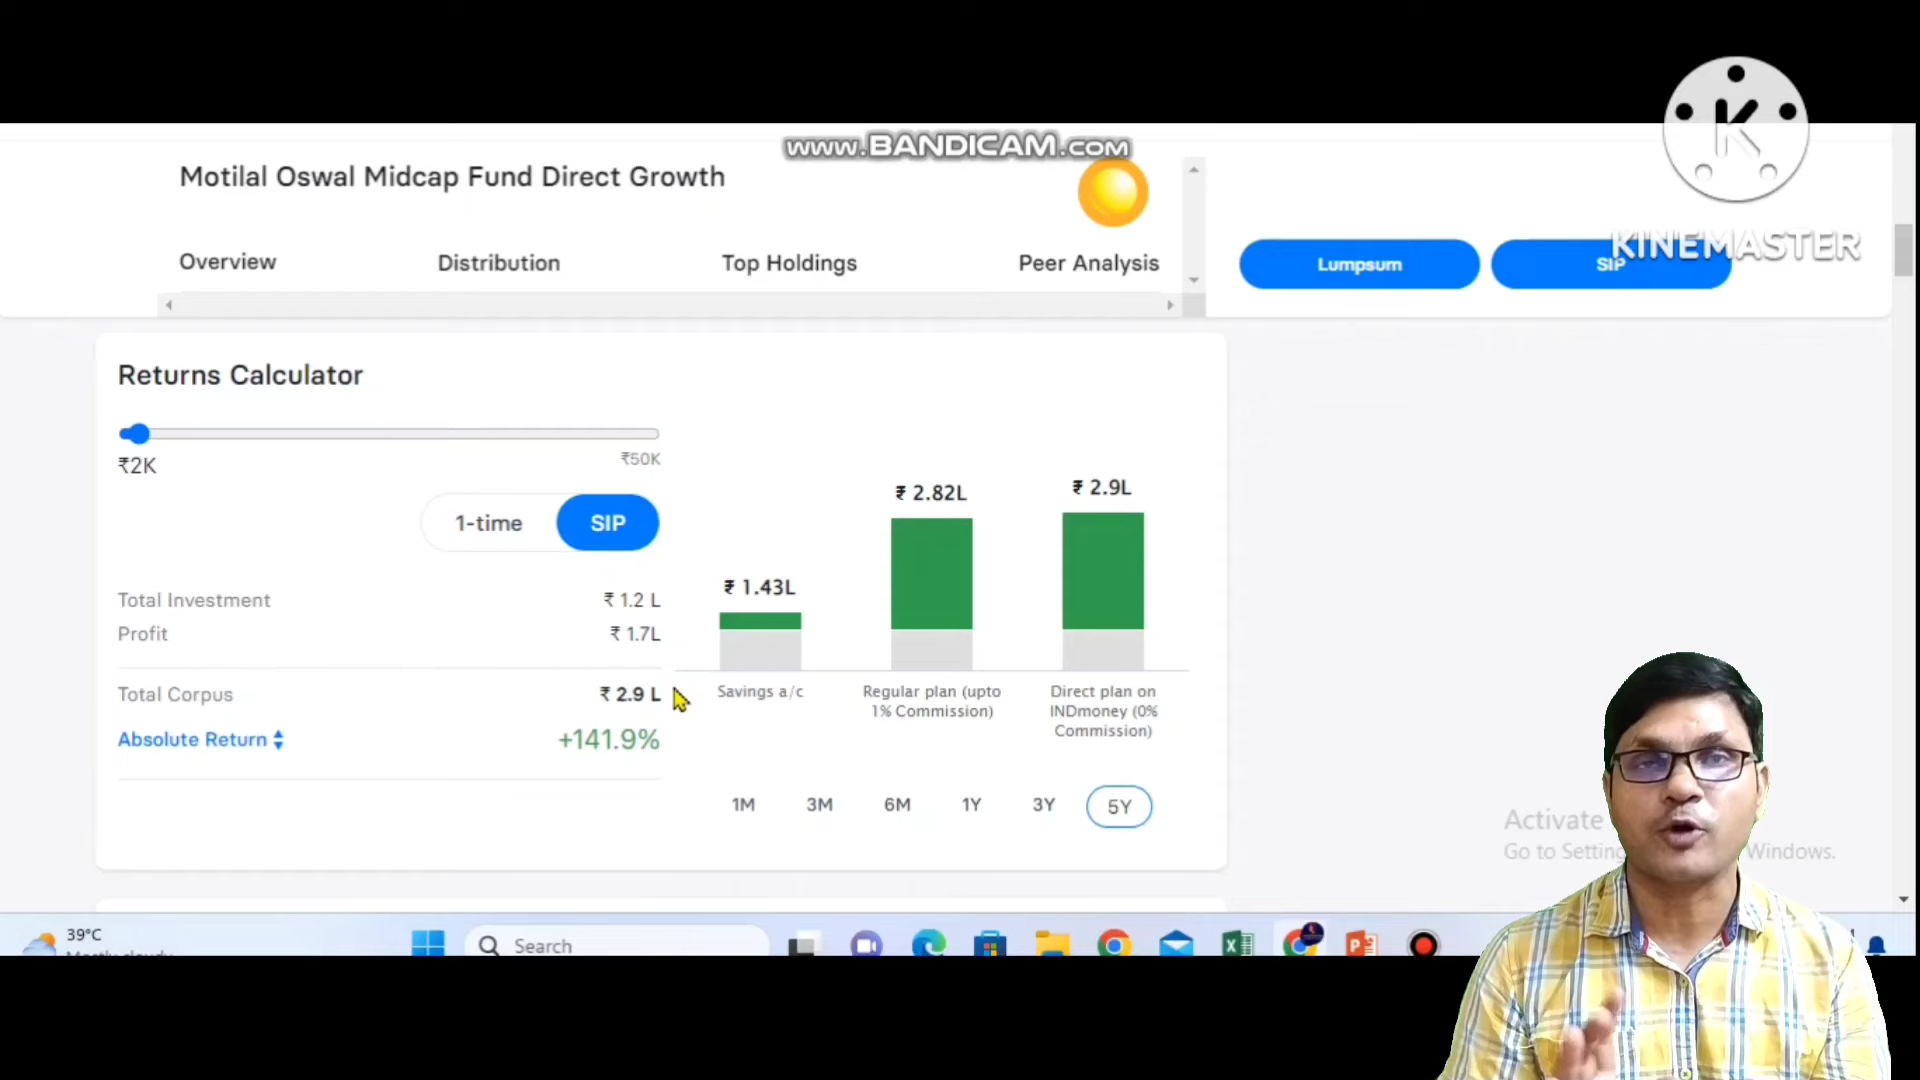 www.BANDICAM.com
KINEMASTER
Motilal Oswal Midcap Fund Direct Growth
Overview
Distribution
Top Holdings
Peer Analysis
Lumpsum
SIP
Returns Calculator
₹2K
₹50K
1-time
SIP
Total Investment
₹ 1.2 L
Profit
₹ 1.7L
Total Corpus
₹ 2.9 L
Absolute Return
+141.9%
₹ 1.43L
₹ 2.82L
₹ 2.9L
Savings a/c
Regular plan (upto
1% Commission)
Direct plan on
INDmoney (0%
Commission)
1M
3M
6M
1Y
3Y
5Y
Activate
Go to Setting Windows.
39°C
Mostly cloudy
Search